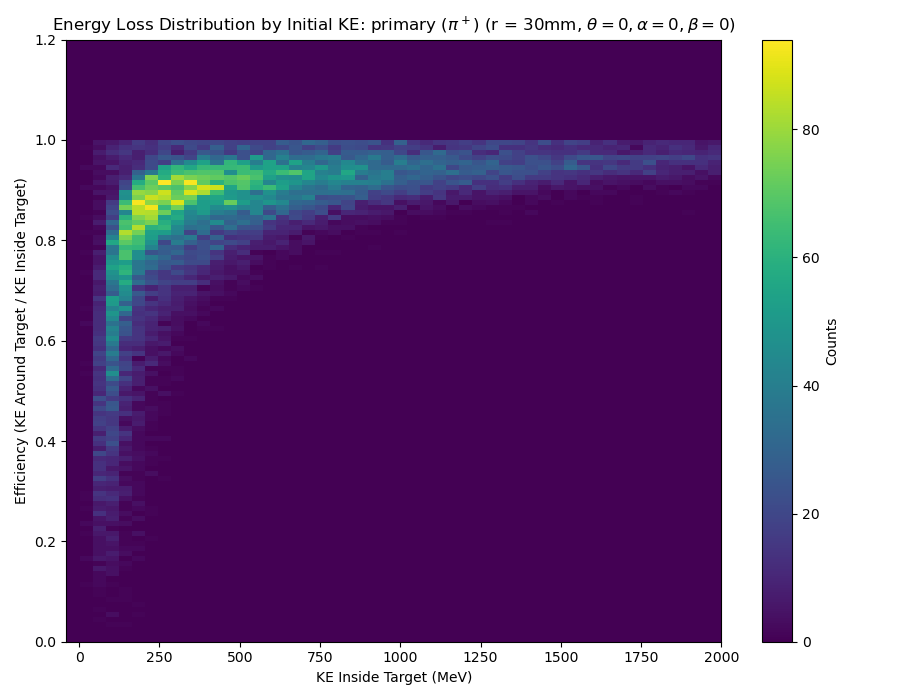 Energy Loss Distribution by Initial KE: primary (π⁺) (r = 30mm, θ = 0, α = 0, β = 0)
Efficiency (KE Around Target / KE Inside Target)
1.2
1.0
0.8
0.6
0.4
0.2
0.0
0 250 500 750 1000 1250 1500 1750 2000
KE Inside Target (MeV)
80
60
40
20
0
Counts